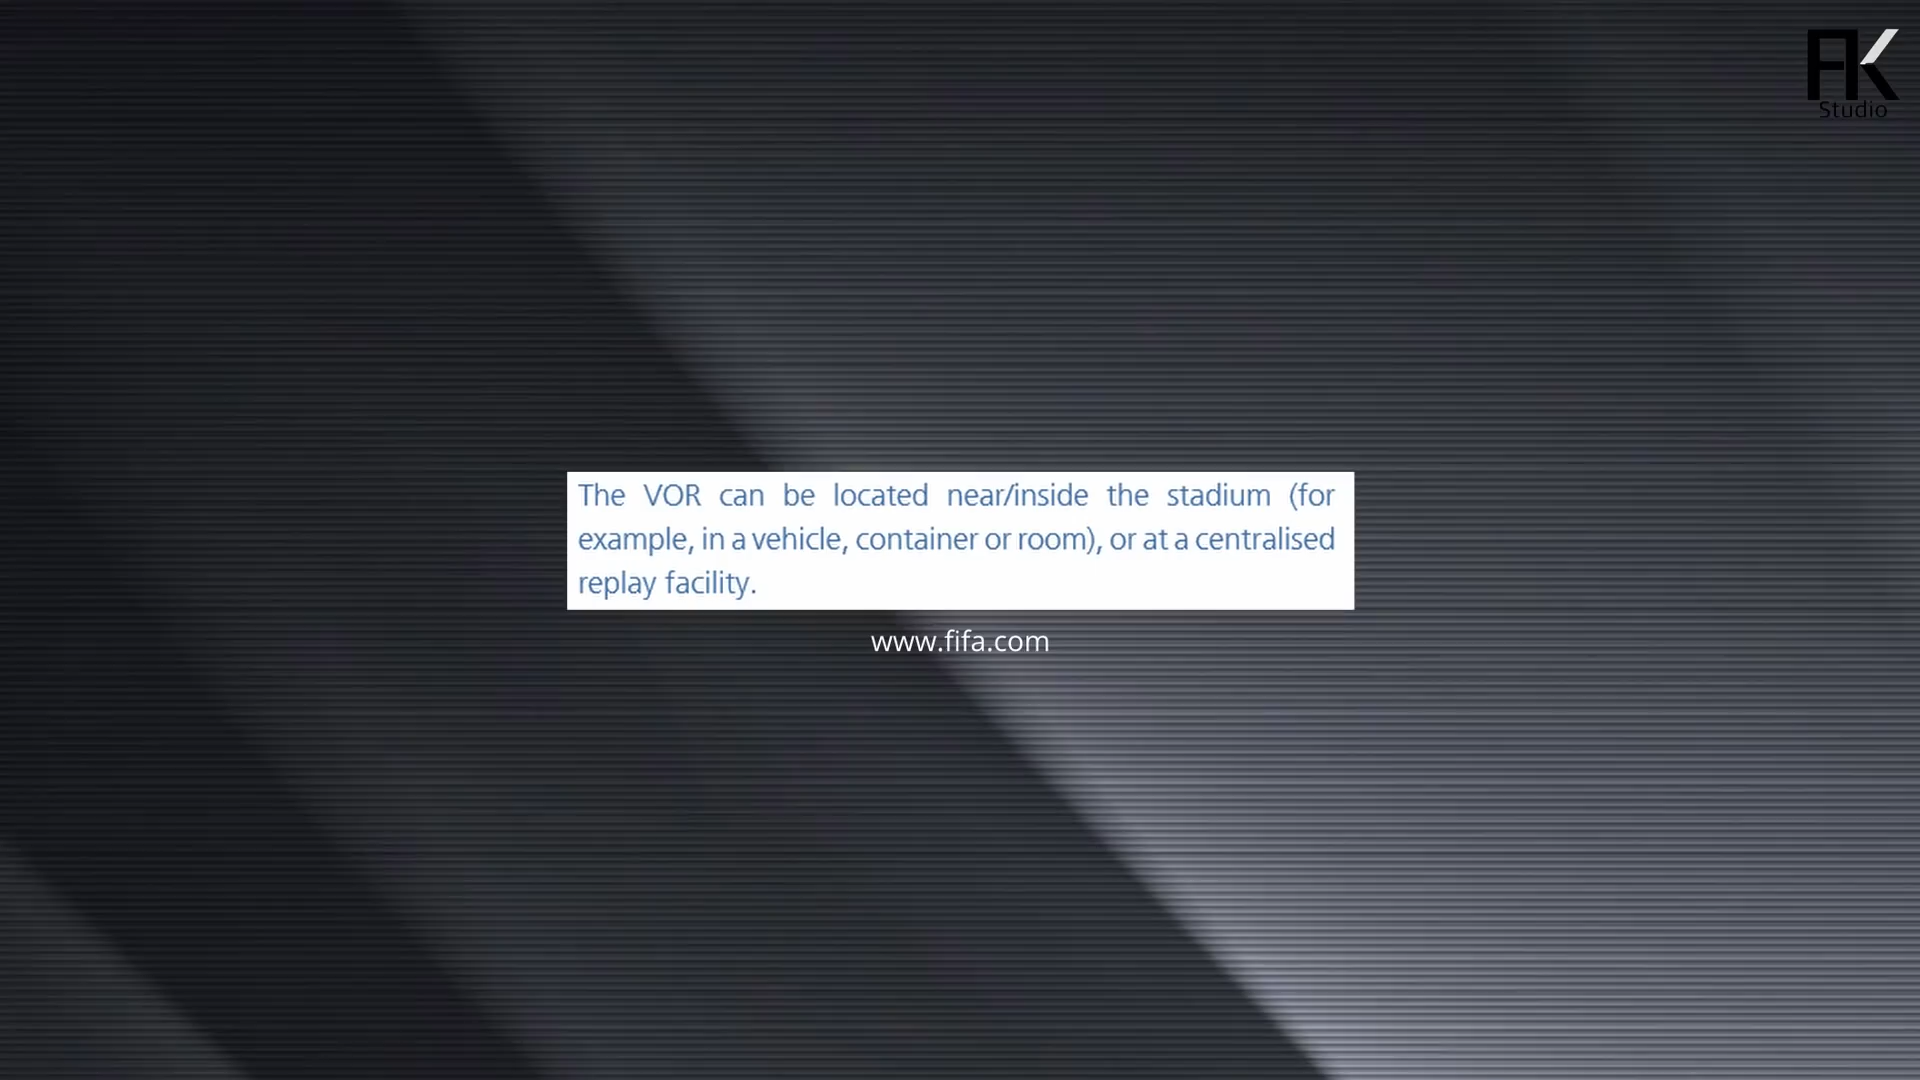 AK
Studio
The VOR can be located near/inside the stadium (for
example, in a vehicle, container or room), or at a centralised
replay facility.
www.fifa.com